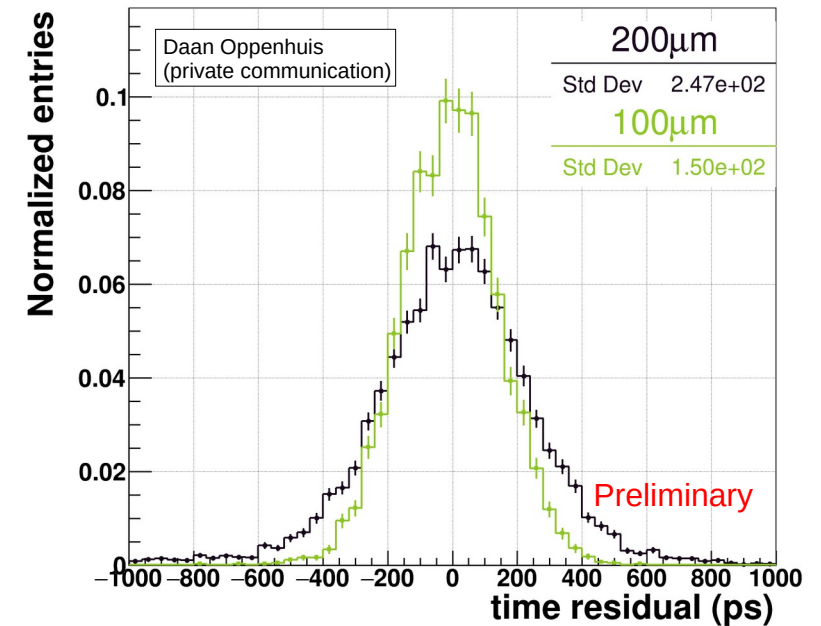 Daan Oppenhuis
(private communication)
200μm
Std Dev 2.47e+02
100μm
Std Dev 1.50e+02
Preliminary
Normalized entries
0.1
0.08
0.06
0.04
0.02
0
−1000 −800 −600 −400 −200 0 200 400 600 800 1000
time residual (ps)